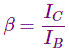 β = I_C / I_B